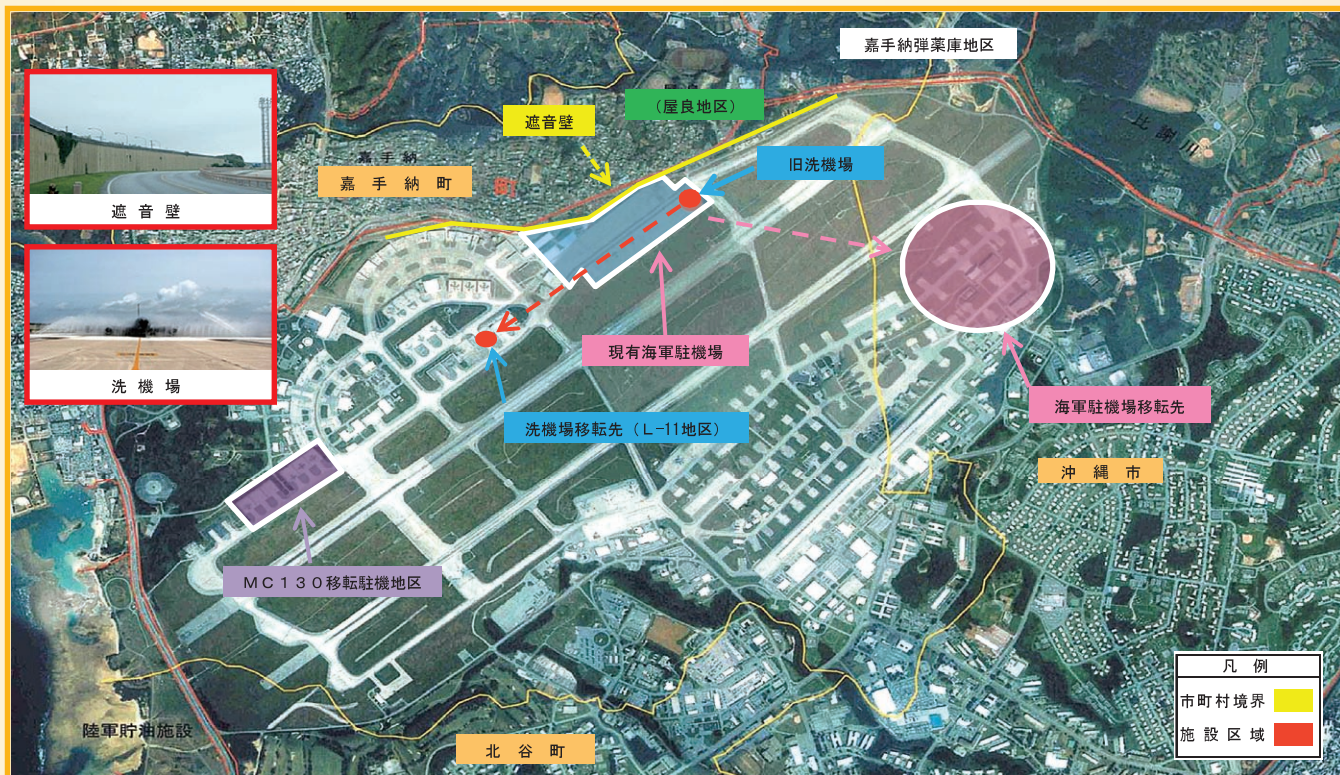 嘉手納弾薬庫地区
(屋良地区)
遮音壁
旧洗機場
比謝川
嘉手納
嘉手納町
町
遮音壁
洗機場
現有海軍駐機場
海軍駐機場移転先
洗機場移転先(L-11地区)
沖縄市
MC130移転駐機地区
陸軍貯油施設
北谷町
凡例
市町村境界
施設区域